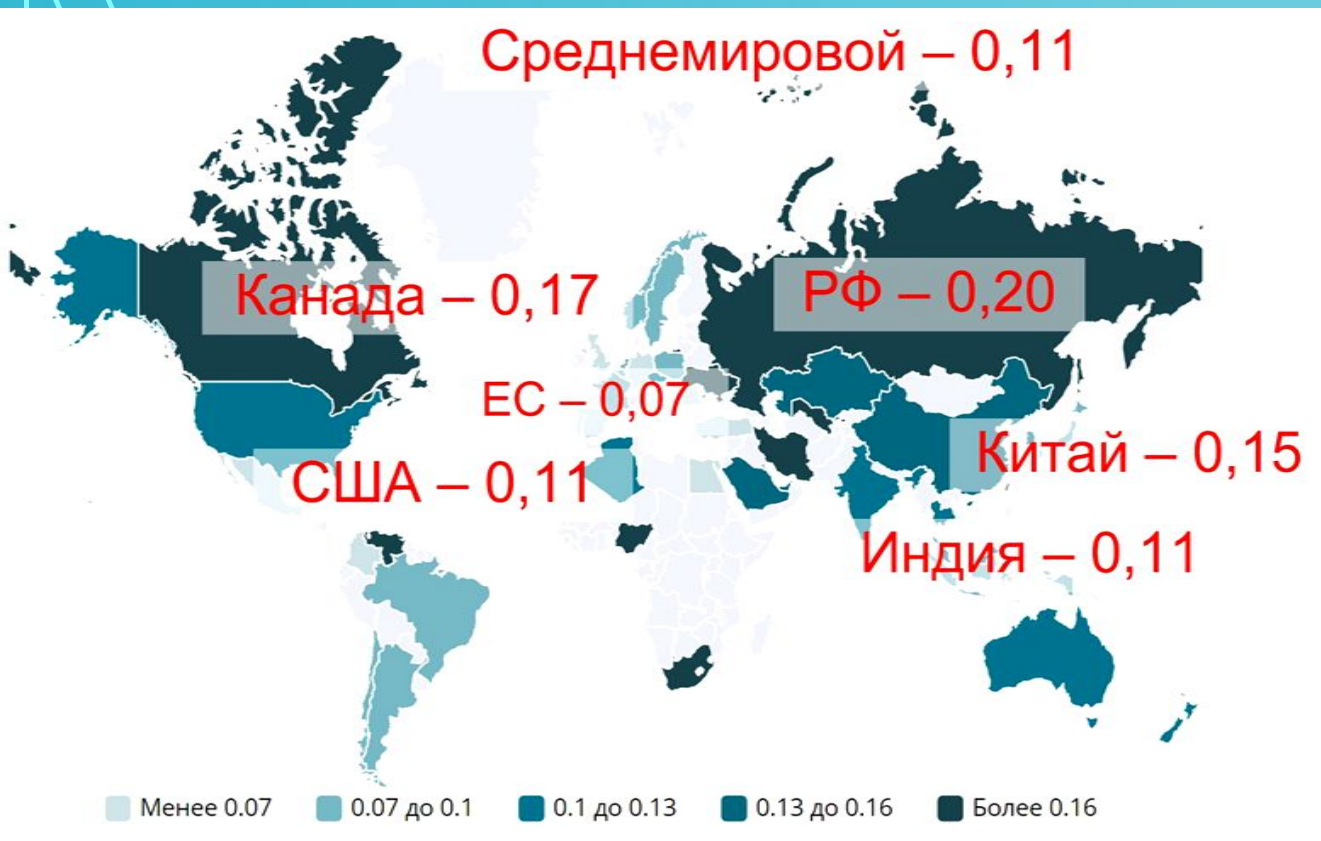 Среднемировой – 0,11
Канада – 0,17
РФ – 0,20
ЕС – 0,07
США – 0,11
Китай – 0,15
Индия – 0,11
Менее 0.07
0.07 до 0.1
0.1 до 0.13
0.13 до 0.16
Более 0.16